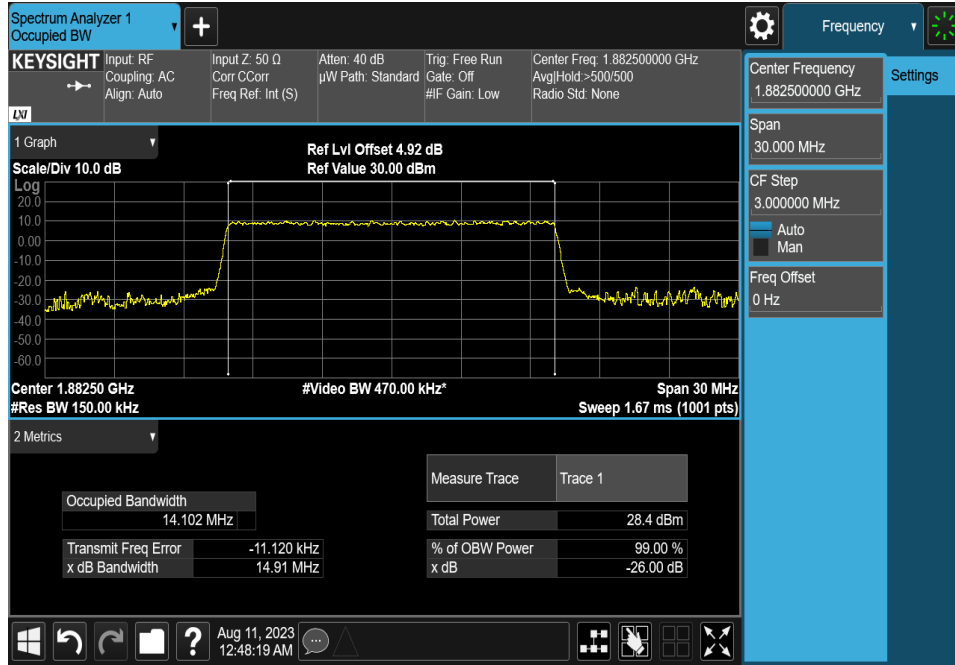 Spectrum Analyzer 1
Occupied BW
Frequency
KEYSIGHT
LXI
Input: RF
Coupling: AC
Align: Auto
Input Z: 50 Ω
Corr CCorr
Freq Ref: Int (S)
Atten: 40 dB
µW Path: Standard
Trig: Free Run
Gate: Off
#IF Gain: Low
Center Freq: 1.882500000 GHz
Avg|Hold:>500/500
Radio Std: None
Center Frequency
1.882500000 GHz
Settings
Span
30.000 MHz
CF Step
3.000000 MHz
Auto
Man
Freq Offset
0 Hz
1 Graph
Scale/Div 10.0 dB
Ref Lvl Offset 4.92 dB
Ref Value 30.00 dBm
Log
20.0
10.0
0.00
-10.0
-20.0
-30.0
-40.0
-50.0
-60.0
Center 1.88250 GHz
#Res BW 150.00 kHz
#Video BW 470.00 kHz*
Span 30 MHz
Sweep 1.67 ms (1001 pts)
2 Metrics
Measure Trace Trace 1
Occupied Bandwidth
14.102 MHz
Total Power 28.4 dBm
Transmit Freq Error -11.120 kHz
% of OBW Power 99.00 %
x dB Bandwidth 14.91 MHz
x dB -26.00 dB
?
Aug 11, 2023
12:48:19 AM